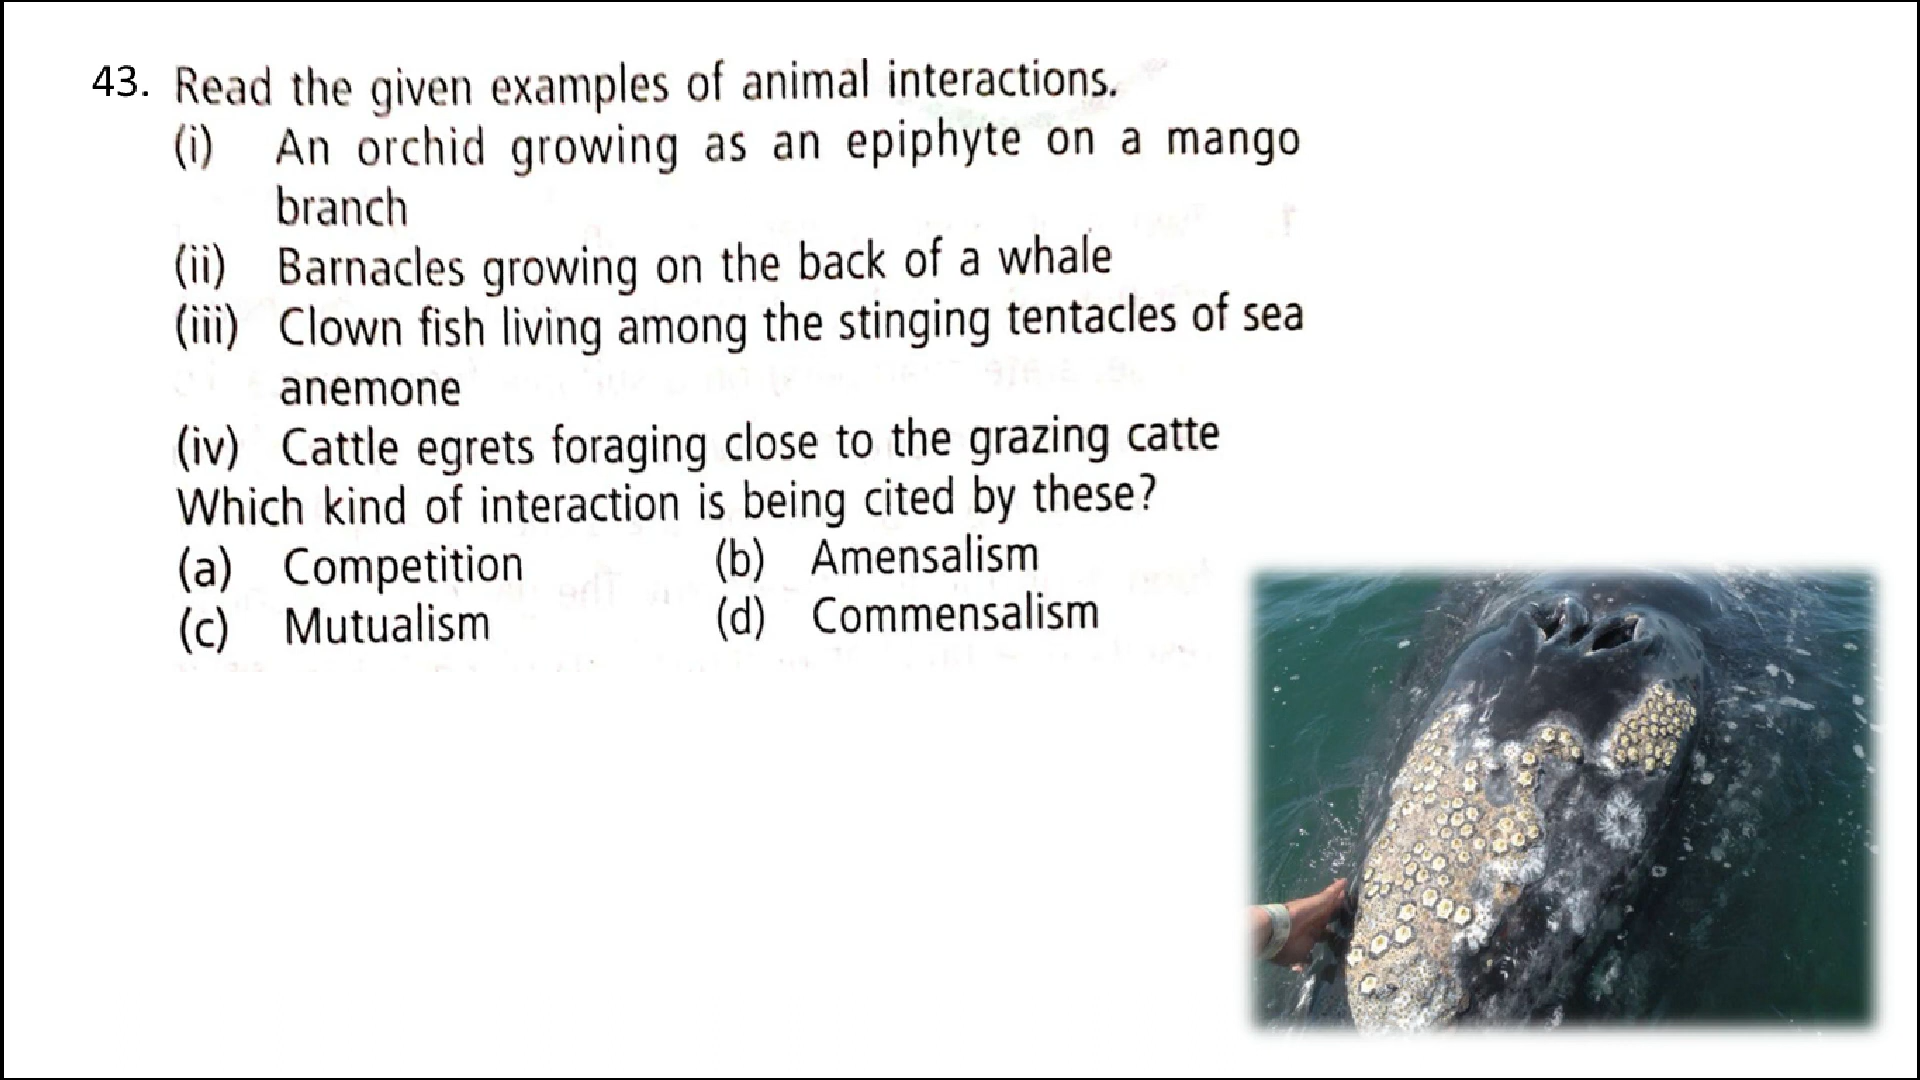 43. Read the given examples of animal interactions.
(i) An orchid growing as an epiphyte on a mango
branch
(ii) Barnacles growing on the back of a whale
(iii) Clown fish living among the stinging tentacles of sea
anemone
(iv) Cattle egrets foraging close to the grazing catte
Which kind of interaction is being cited by these?
(a) Competition (b) Amensalism
(c) Mutualism (d) Commensalism